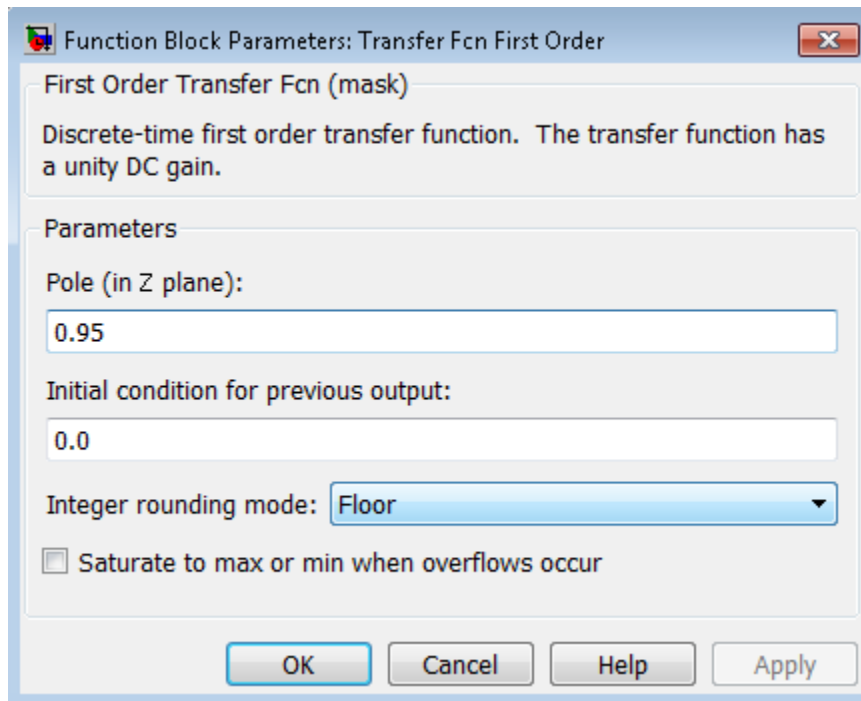 Function Block Parameters: Transfer Fcn First Order
First Order Transfer Fcn (mask)
Discrete-time first order transfer function. The transfer function has
a unity DC gain.
Parameters
Pole (in Z plane):
0.95
Initial condition for previous output:
0.0
Integer rounding mode: Floor
Saturate to max or min when overflows occur
OK Cancel Help Apply